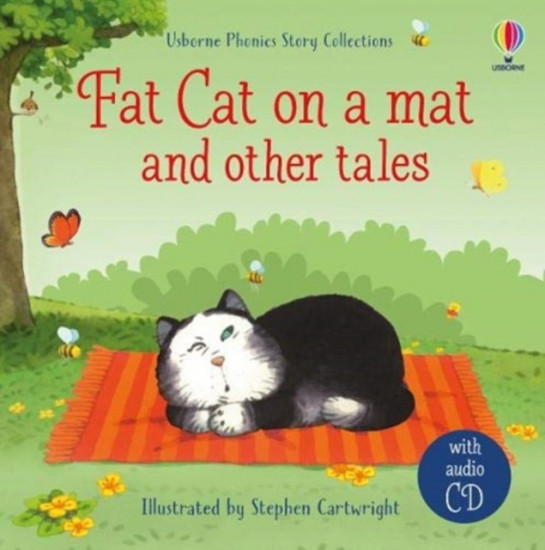 Usborne Phonics Story Collections
USBORNE
Fat Cat on a mat
and other tales
with
audio
CD
Illustrated by Stephen Cartwright